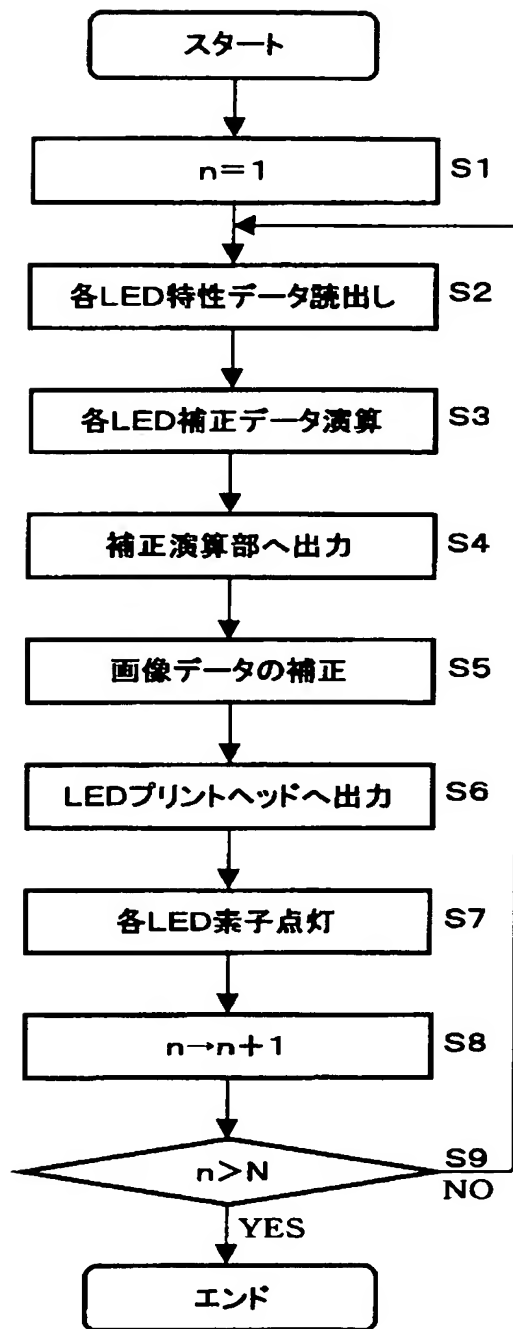 スタート
n=1 S1
各LED特性データ読出し S2
各LED補正データ演算 S3
補正演算部へ出力 S4
画像データの補正 S5
LEDプリントヘッドへ出力 S6
各LED素子点灯 S7
n→n+1 S8
n>N S9
NO
YES
エンド